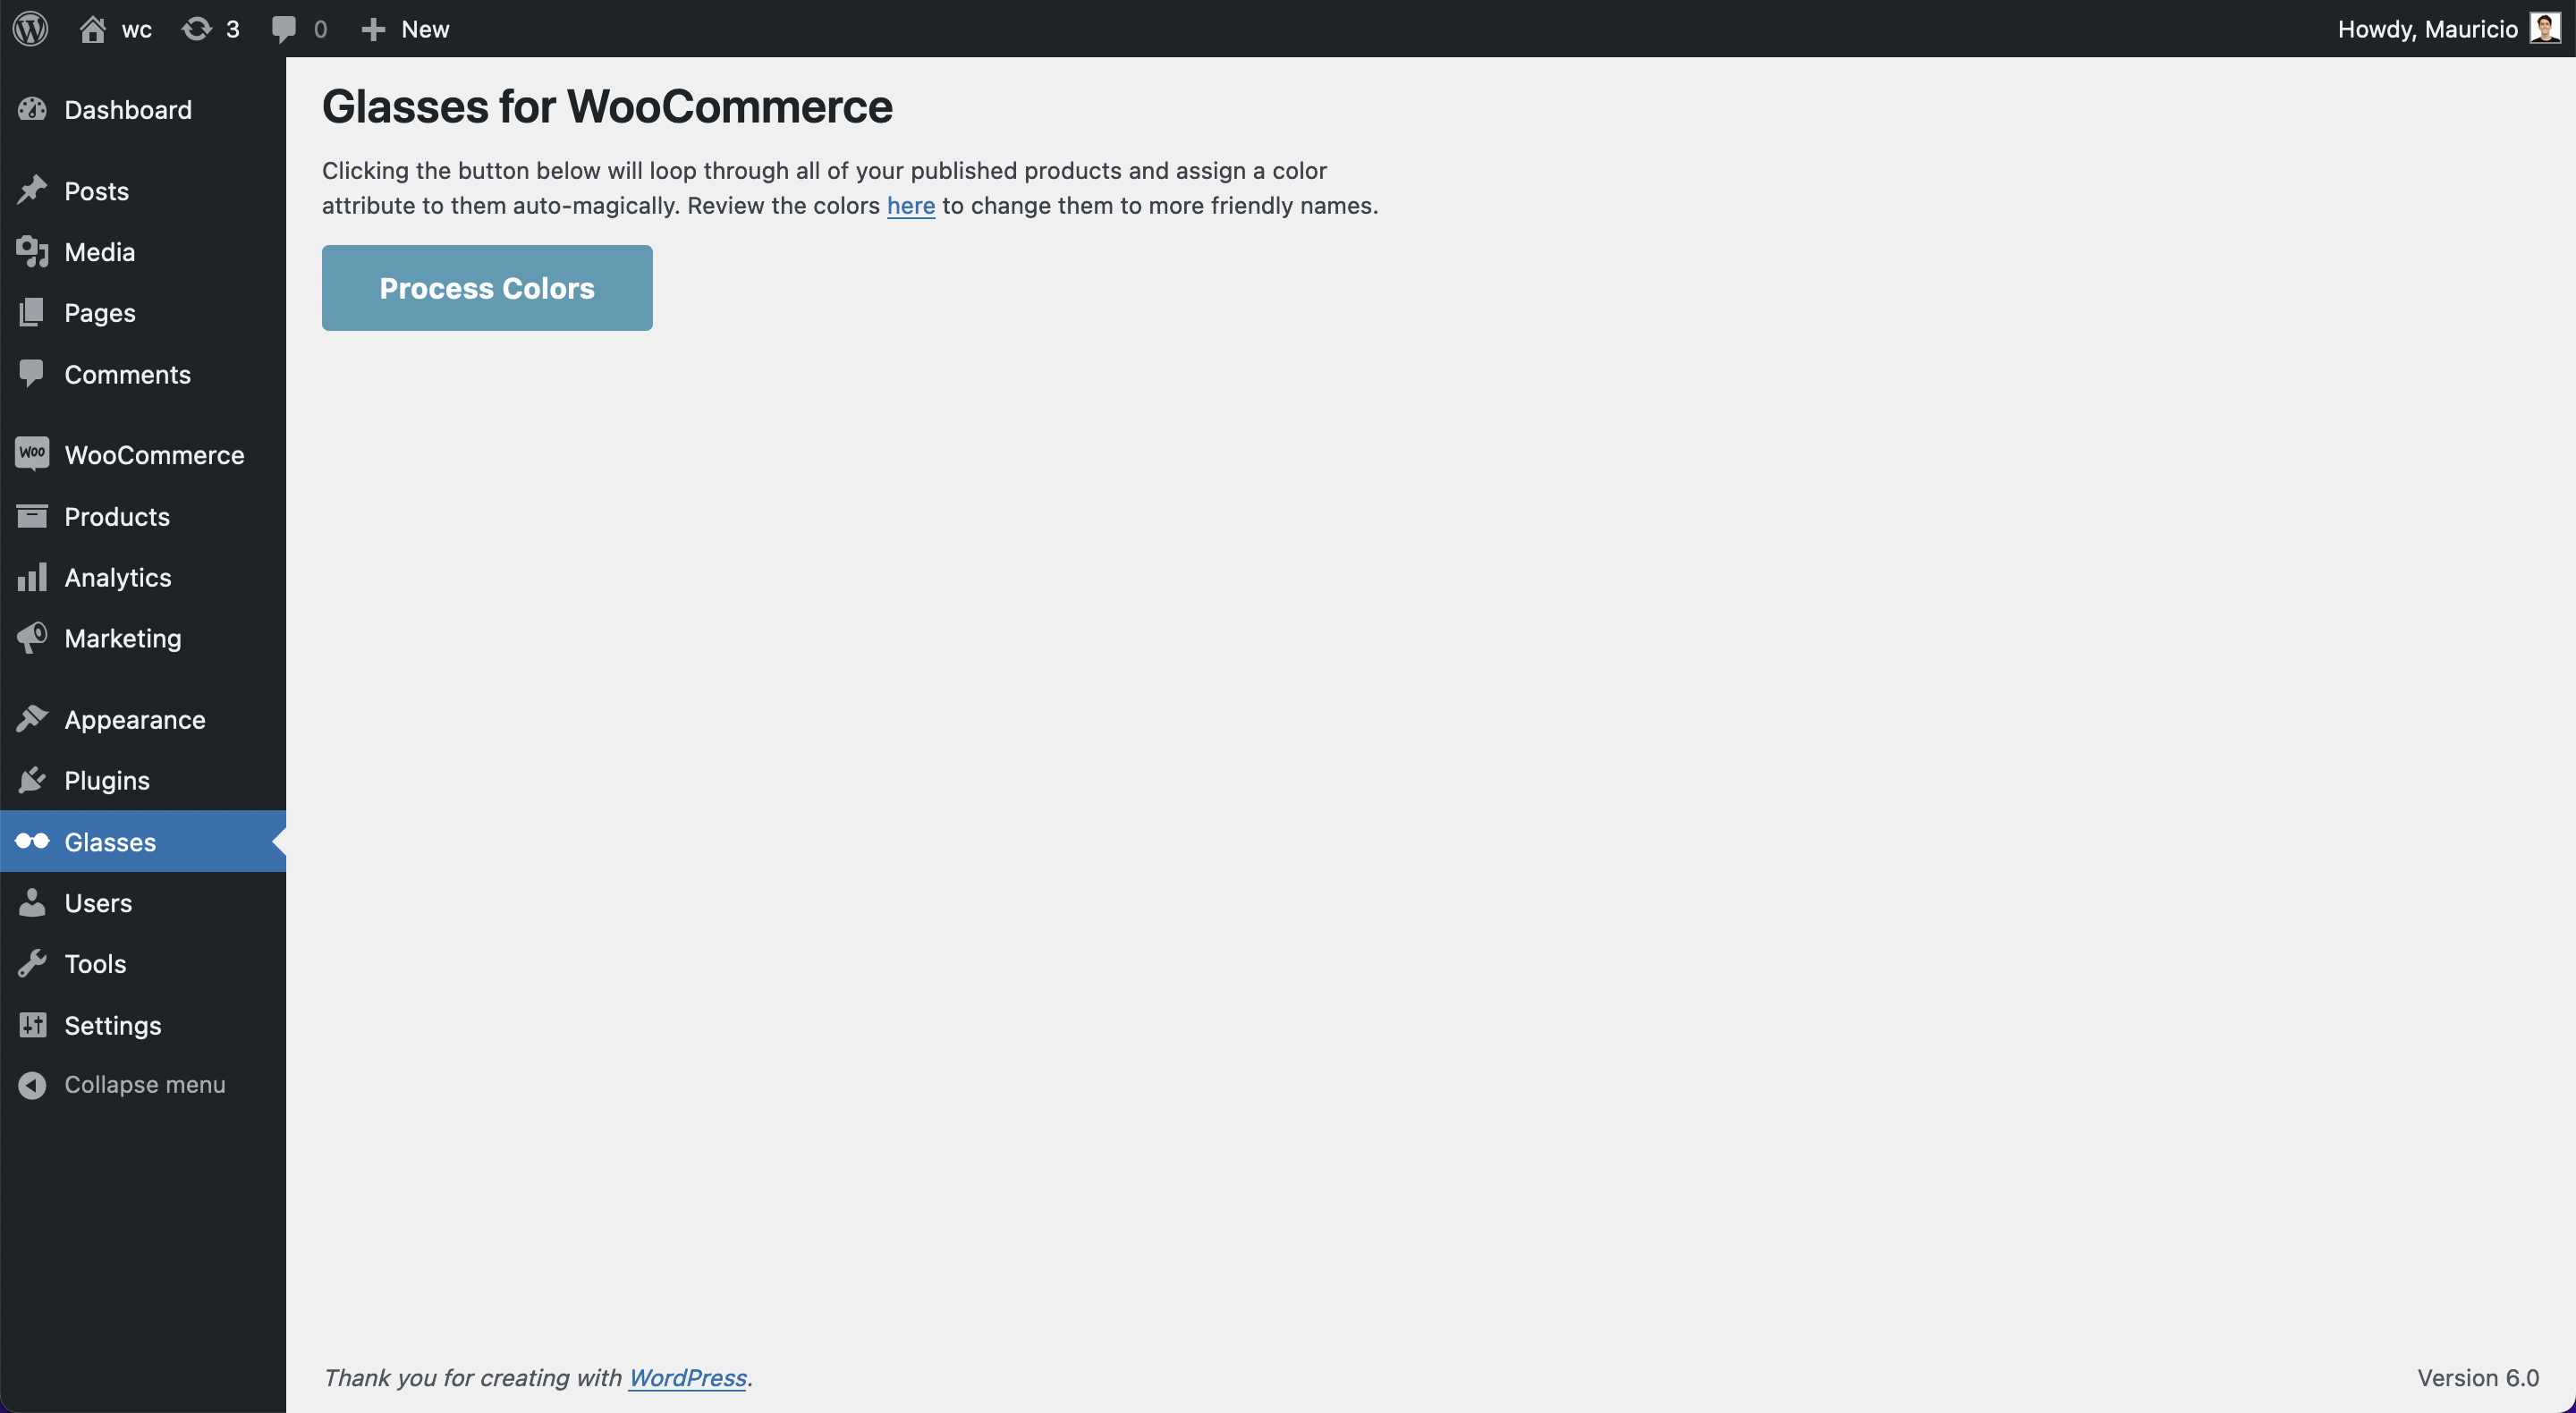 wc
3
0
New
Howdy, Mauricio
Dashboard
Posts
Media
Pages
Comments
Woo
WooCommerce
Products
Analytics
Marketing
Appearance
Plugins
Glasses
Users
Tools
Settings
Collapse menu
Glasses for WooCommerce
Clicking the button below will loop through all of your published products and assign a color
attribute to them auto-magically. Review the colors here to change them to more friendly names.
Process Colors
Thank you for creating with WordPress.
Version 6.0